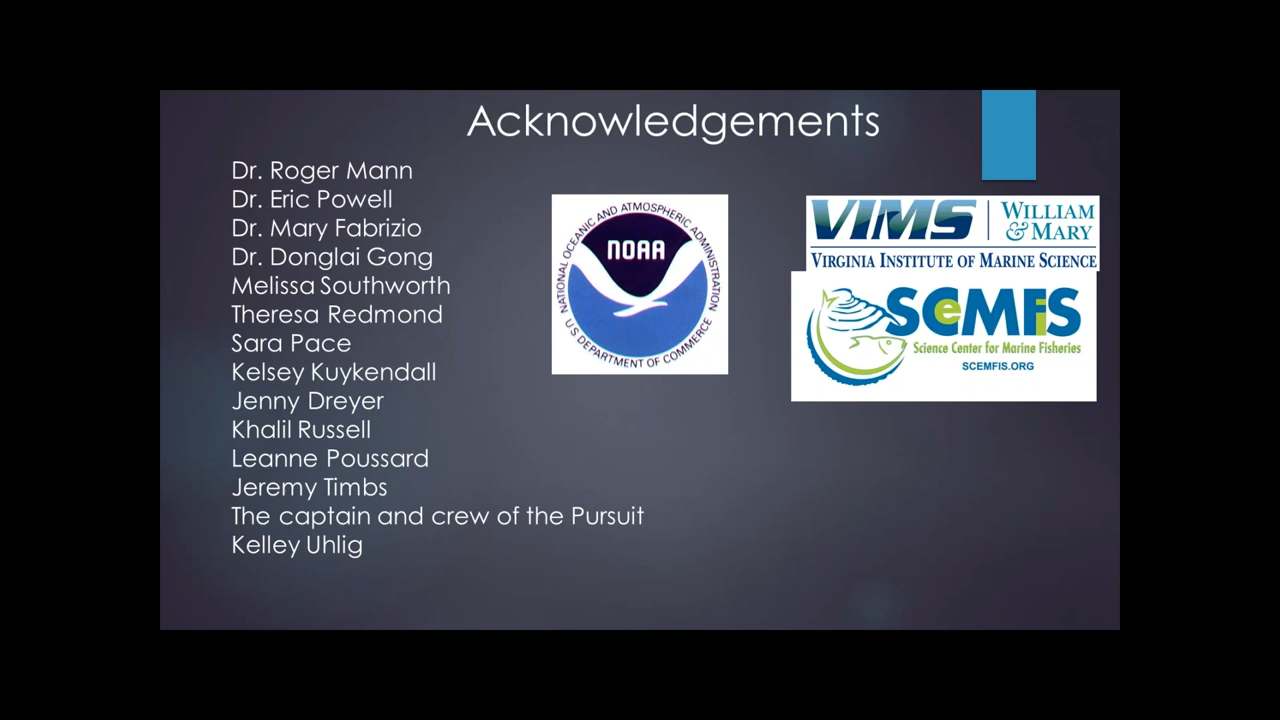 Acknowledgements
Dr. Roger Mann
Dr. Eric Powell
Dr. Mary Fabrizio
Dr. Donglai Gong
Melissa Southworth
Theresa Redmond
Sara Pace
Kelsey Kuykendall
Jenny Dreyer
Khalil Russell
Leanne Poussard
Jeremy Timbs
The captain and crew of the Pursuit
Kelley Uhlig
NATIONAL OCEANIC AND ATMOSPHERIC ADMINISTRATION
NOAA
U.S. DEPARTMENT OF COMMERCE
VIMS
WILLIAM
& MARY
VIRGINIA INSTITUTE OF MARINE SCIENCE
SCeMFiS
Science Center for Marine Fisheries
SCEMFIS.ORG